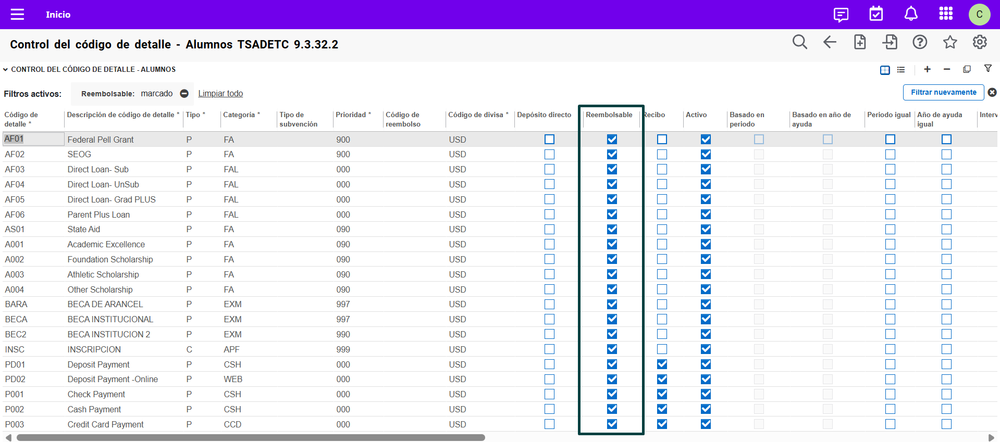 Inicio
C
Control del código de detalle - Alumnos TSADETC 9.3.32.2
CONTROL DEL CÓDIGO DE DETALLE - ALUMNOS
Filtros activos: Reembolsable: marcado Limpiar todo Filtrar nuevamente
Código de detalle * Descripción de código de detalle * Tipo * Categoría * Tipo de subvención Prioridad * Código de reembolso Código de divisa * Depósito directo Reembolsable Recibo Activo Basado en periodo Basado en año de ayuda Periodo igual Año de ayuda igual Interv
AF01 Federal Pell Grant P FA 900 USD
AF02 SEOG P FA 900 USD
AF03 Direct Loan- Sub P FAL 000 USD
AF04 Direct Loan- UnSub P FAL 000 USD
AF05 Direct Loan- Grad PLUS P FAL 000 USD
AF06 Parent Plus Loan P FAL 000 USD
AS01 State Aid P FA 090 USD
A001 Academic Excellence P FA 090 USD
A002 Foundation Scholarship P FA 090 USD
A003 Athletic Scholarship P FA 090 USD
A004 Other Scholarship P FA 090 USD
BARA BECA DE ARANCEL P EXM 997 USD
BECA BECA INSTITUCIONAL P EXM 997 USD
BEC2 BECA INSTITUCION 2 P EXM 990 USD
INSC INSCRIPCION C APF 999 USD
PD01 Deposit Payment P CSH 000 USD
PD02 Deposit Payment -Online P WEB 000 USD
P001 Check Payment P CSH 000 USD
P002 Cash Payment P CSH 000 USD
P003 Credit Card Payment P CCD 000 USD